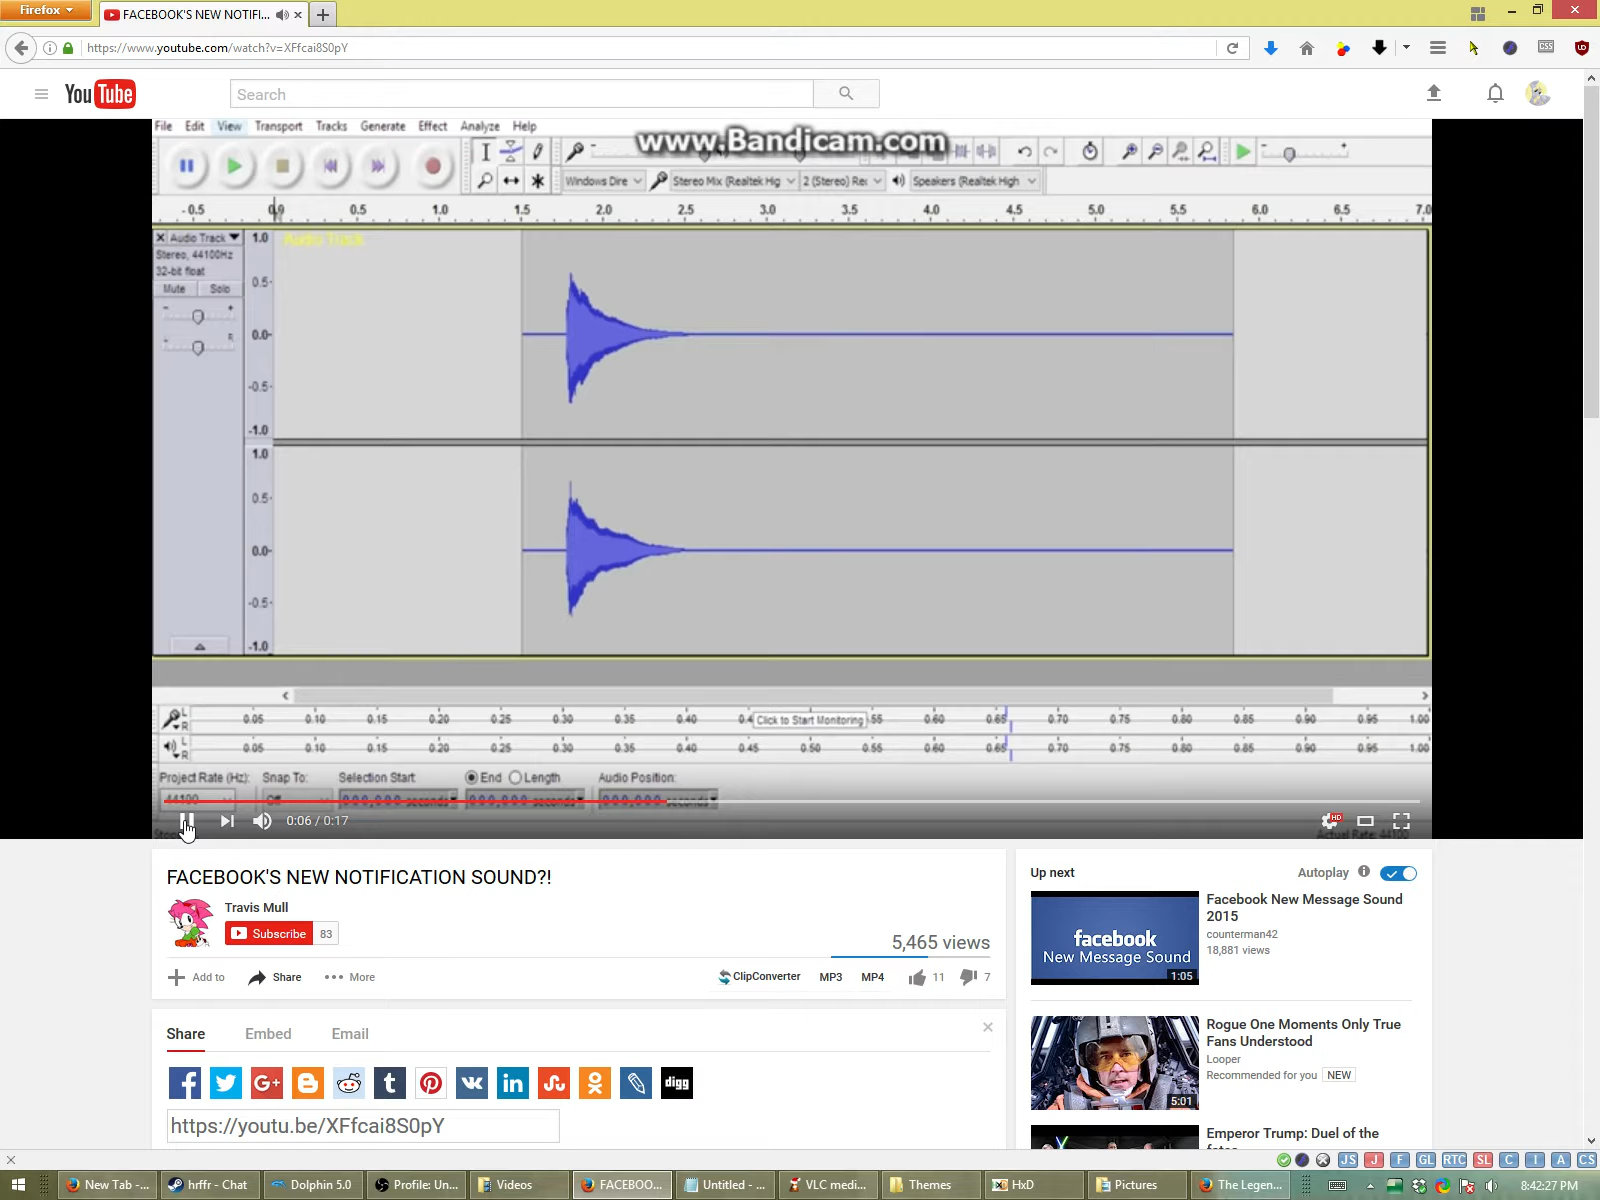 Firefox
FACEBOOK'S NEW NOTIFI...
https://www.youtube.com/watch?v=XFfcai8S0pY
CSS
YouTube
Search
File Edit View Transport Tracks Generate Effect Analyze Help
www.Bandicam.com
Windows Dire
Stereo Mix (Realtek Hig
2 (Stereo) Rec
Speakers (Realtek High
-0.5 0.0 0.5 1.0 1.5 2.0 2.5 3.0 3.5 4.0 4.5 5.0 5.5 6.0 6.5 7.0
Audio Track
Stereo, 44100Hz
32-bit float
Mute Solo
- +
L R
1.0
0.5
0.0
-0.5
-1.0
Audio Track
1.0
0.5
0.0
-0.5
-1.0
L
R
0.05 0.10 0.15 0.20 0.25 0.30 0.35 0.40 0.4 Click to Start Monitoring .55 0.60 0.65 0.70 0.75 0.80 0.85 0.90 0.95 1.00
L
R
0.05 0.10 0.15 0.20 0.25 0.30 0.35 0.40 0.45 0.50 0.55 0.60 0.65 0.70 0.75 0.80 0.85 0.90 0.95 1.00
Project Rate (Hz): Snap To: Selection Start: End Length Audio Position:
44100 Off seconds seconds seconds
0:06 / 0:17
HD
Actual Rate: 44100
FACEBOOK'S NEW NOTIFICATION SOUND?!
Travis Mull
Subscribe 83
5,465 views
Add to Share More
ClipConverter MP3 MP4 11 7
Share Embed Email
G+ t in digg
https://youtu.be/XFfcai8S0pY
Up next
Autoplay
facebook
New Message Sound
1:05
Facebook New Message Sound
2015
counterman42
18,881 views
5:01
Rogue One Moments Only True
Fans Understood
Looper
Recommended for you NEW
Emperor Trump: Duel of the
JS J F GL RTC SL C I A CS
New Tab -... hrffr - Chat Dolphin 5.0 Profile: Un... Videos FACEBOO... Untitled - ... VLC medi... Themes HxD Pictures The Legen...
8:42:27 PM